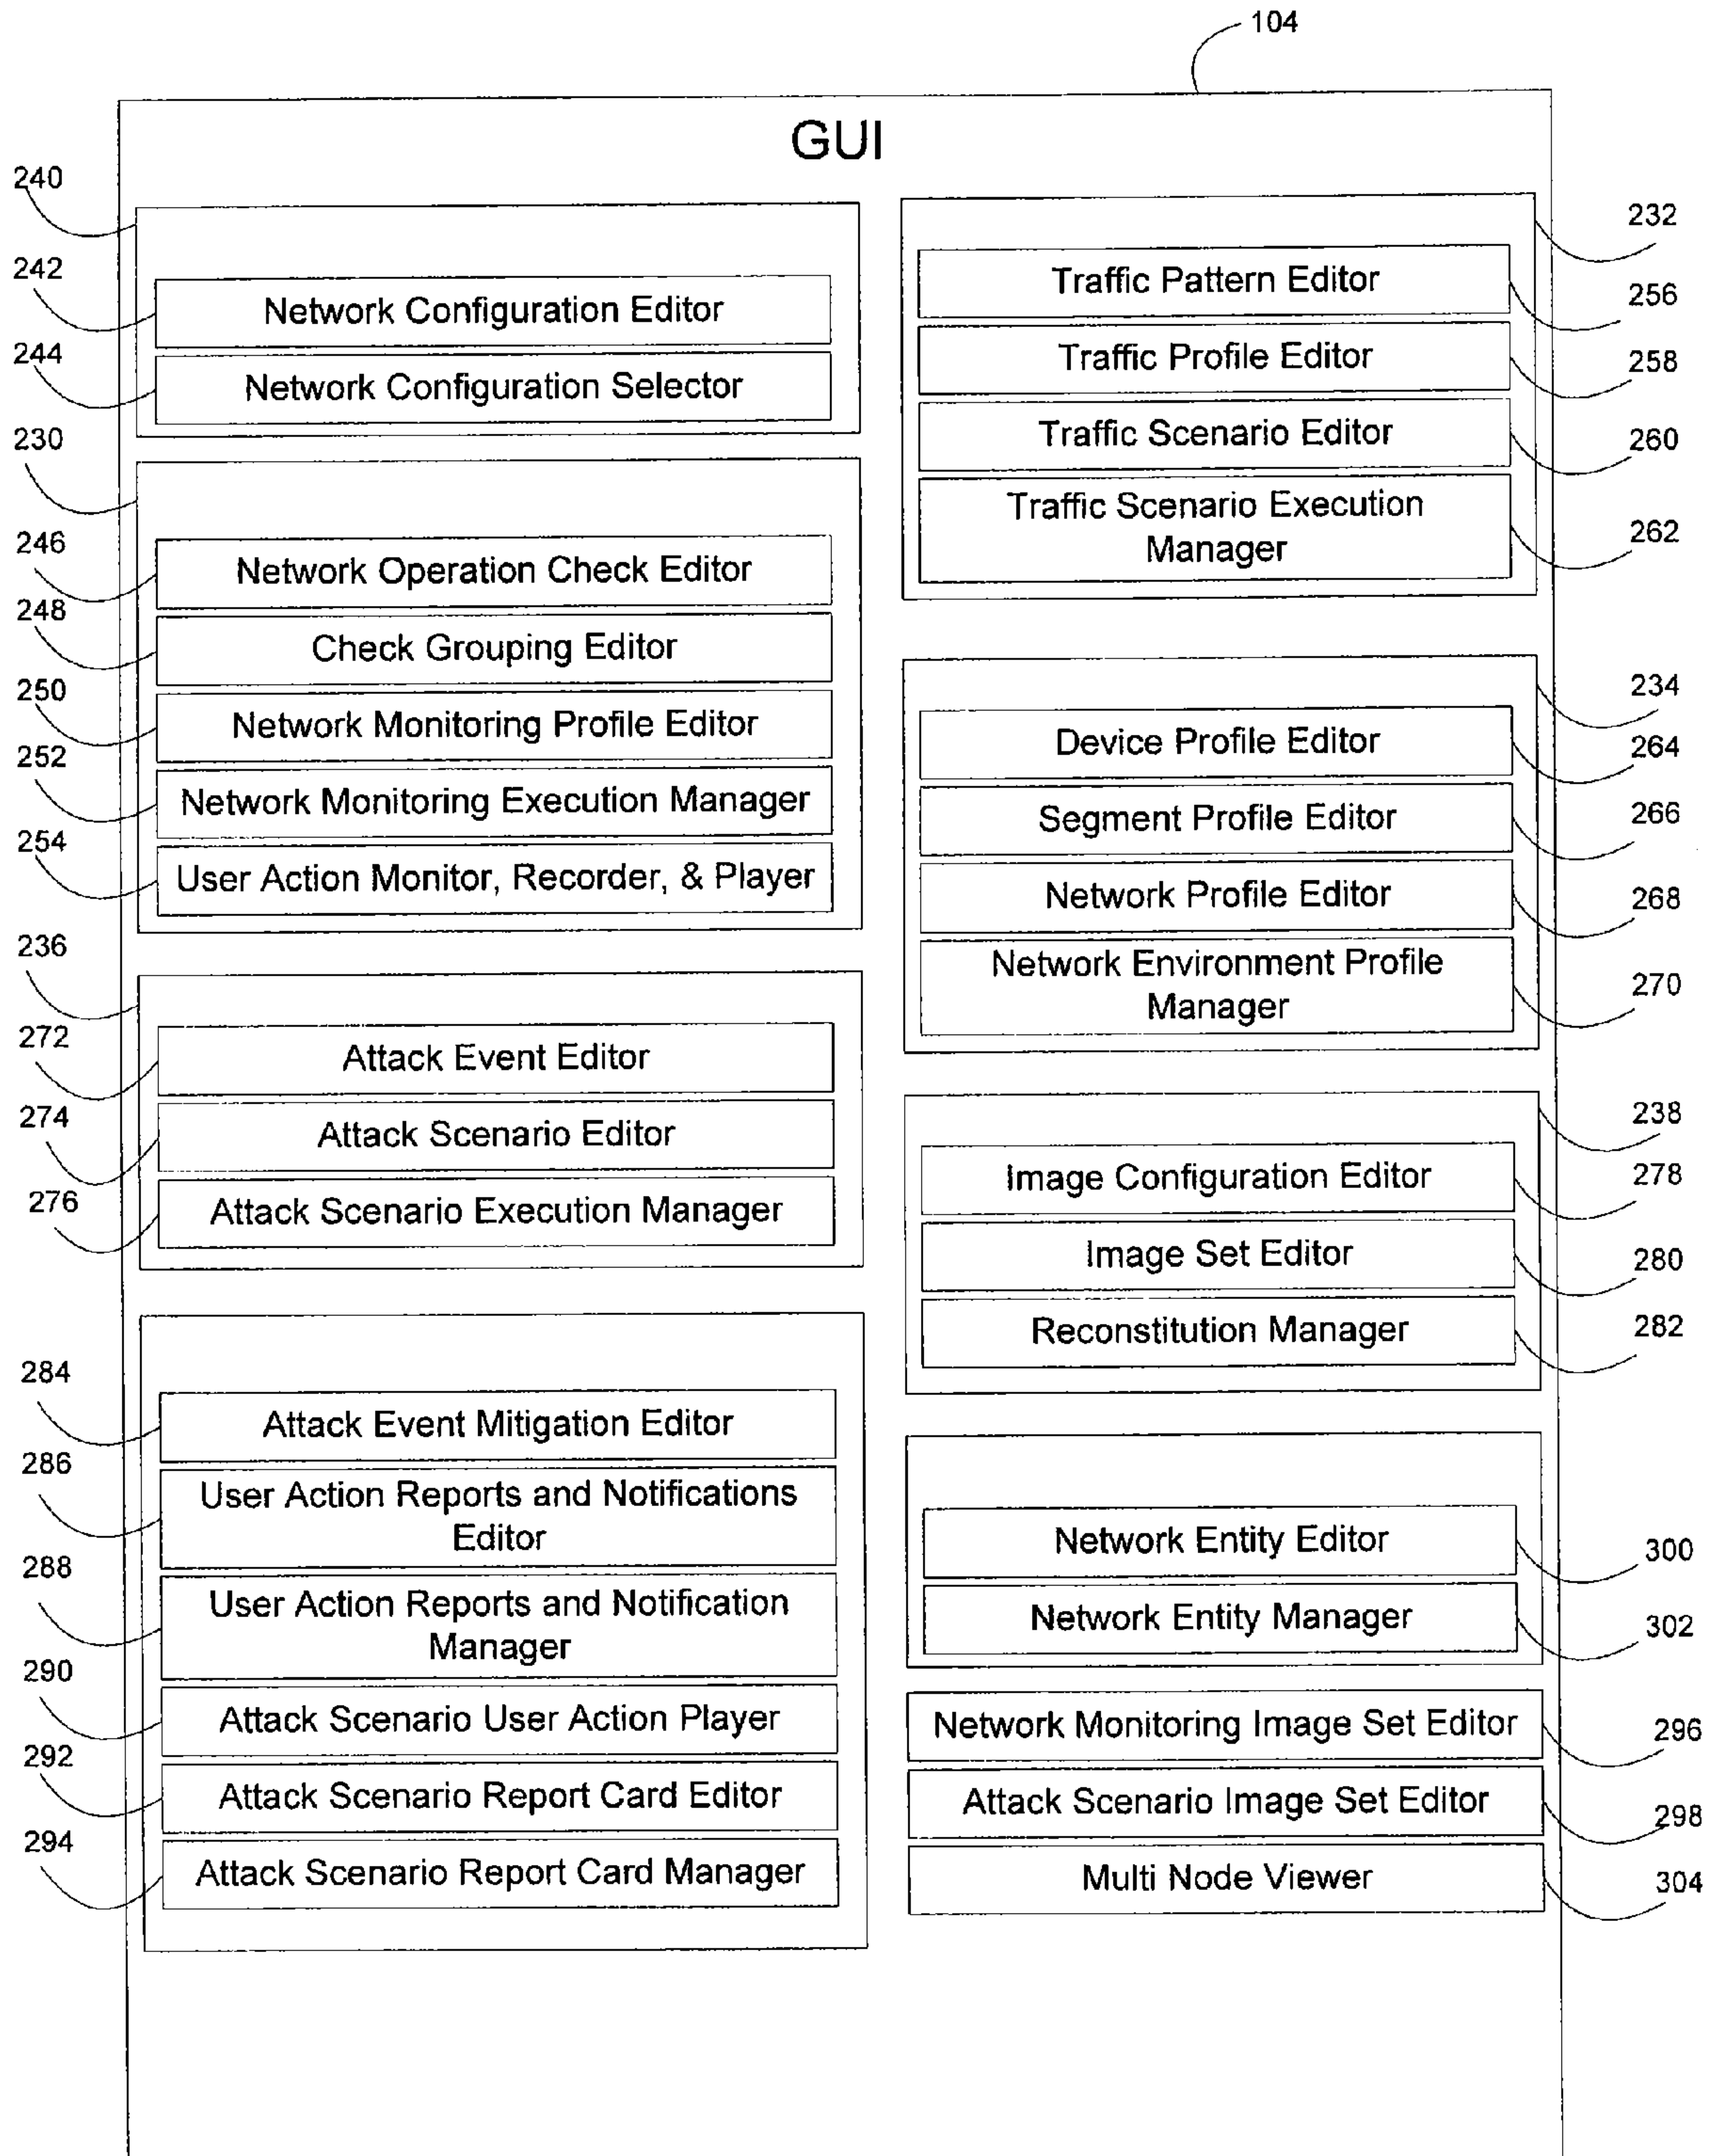 104
GUI
240
242
Network Configuration Editor
244
Network Configuration Selector
230
246
Network Operation Check Editor
248
Check Grouping Editor
250
Network Monitoring Profile Editor
252
Network Monitoring Execution Manager
254
User Action Monitor, Recorder, & Player
236
272
Attack Event Editor
274
Attack Scenario Editor
276
Attack Scenario Execution Manager
284
Attack Event Mitigation Editor
286
User Action Reports and Notifications
Editor
288
User Action Reports and Notification
Manager
290
Attack Scenario User Action Player
292
Attack Scenario Report Card Editor
294
Attack Scenario Report Card Manager
232
Traffic Pattern Editor
256
Traffic Profile Editor
258
Traffic Scenario Editor
260
Traffic Scenario Execution
Manager
262
234
Device Profile Editor
264
Segment Profile Editor
266
Network Profile Editor
268
Network Environment Profile
Manager
270
238
Image Configuration Editor
278
Image Set Editor
280
Reconstitution Manager
282
Network Entity Editor
300
Network Entity Manager
302
Network Monitoring Image Set Editor
296
Attack Scenario Image Set Editor
298
Multi Node Viewer
304